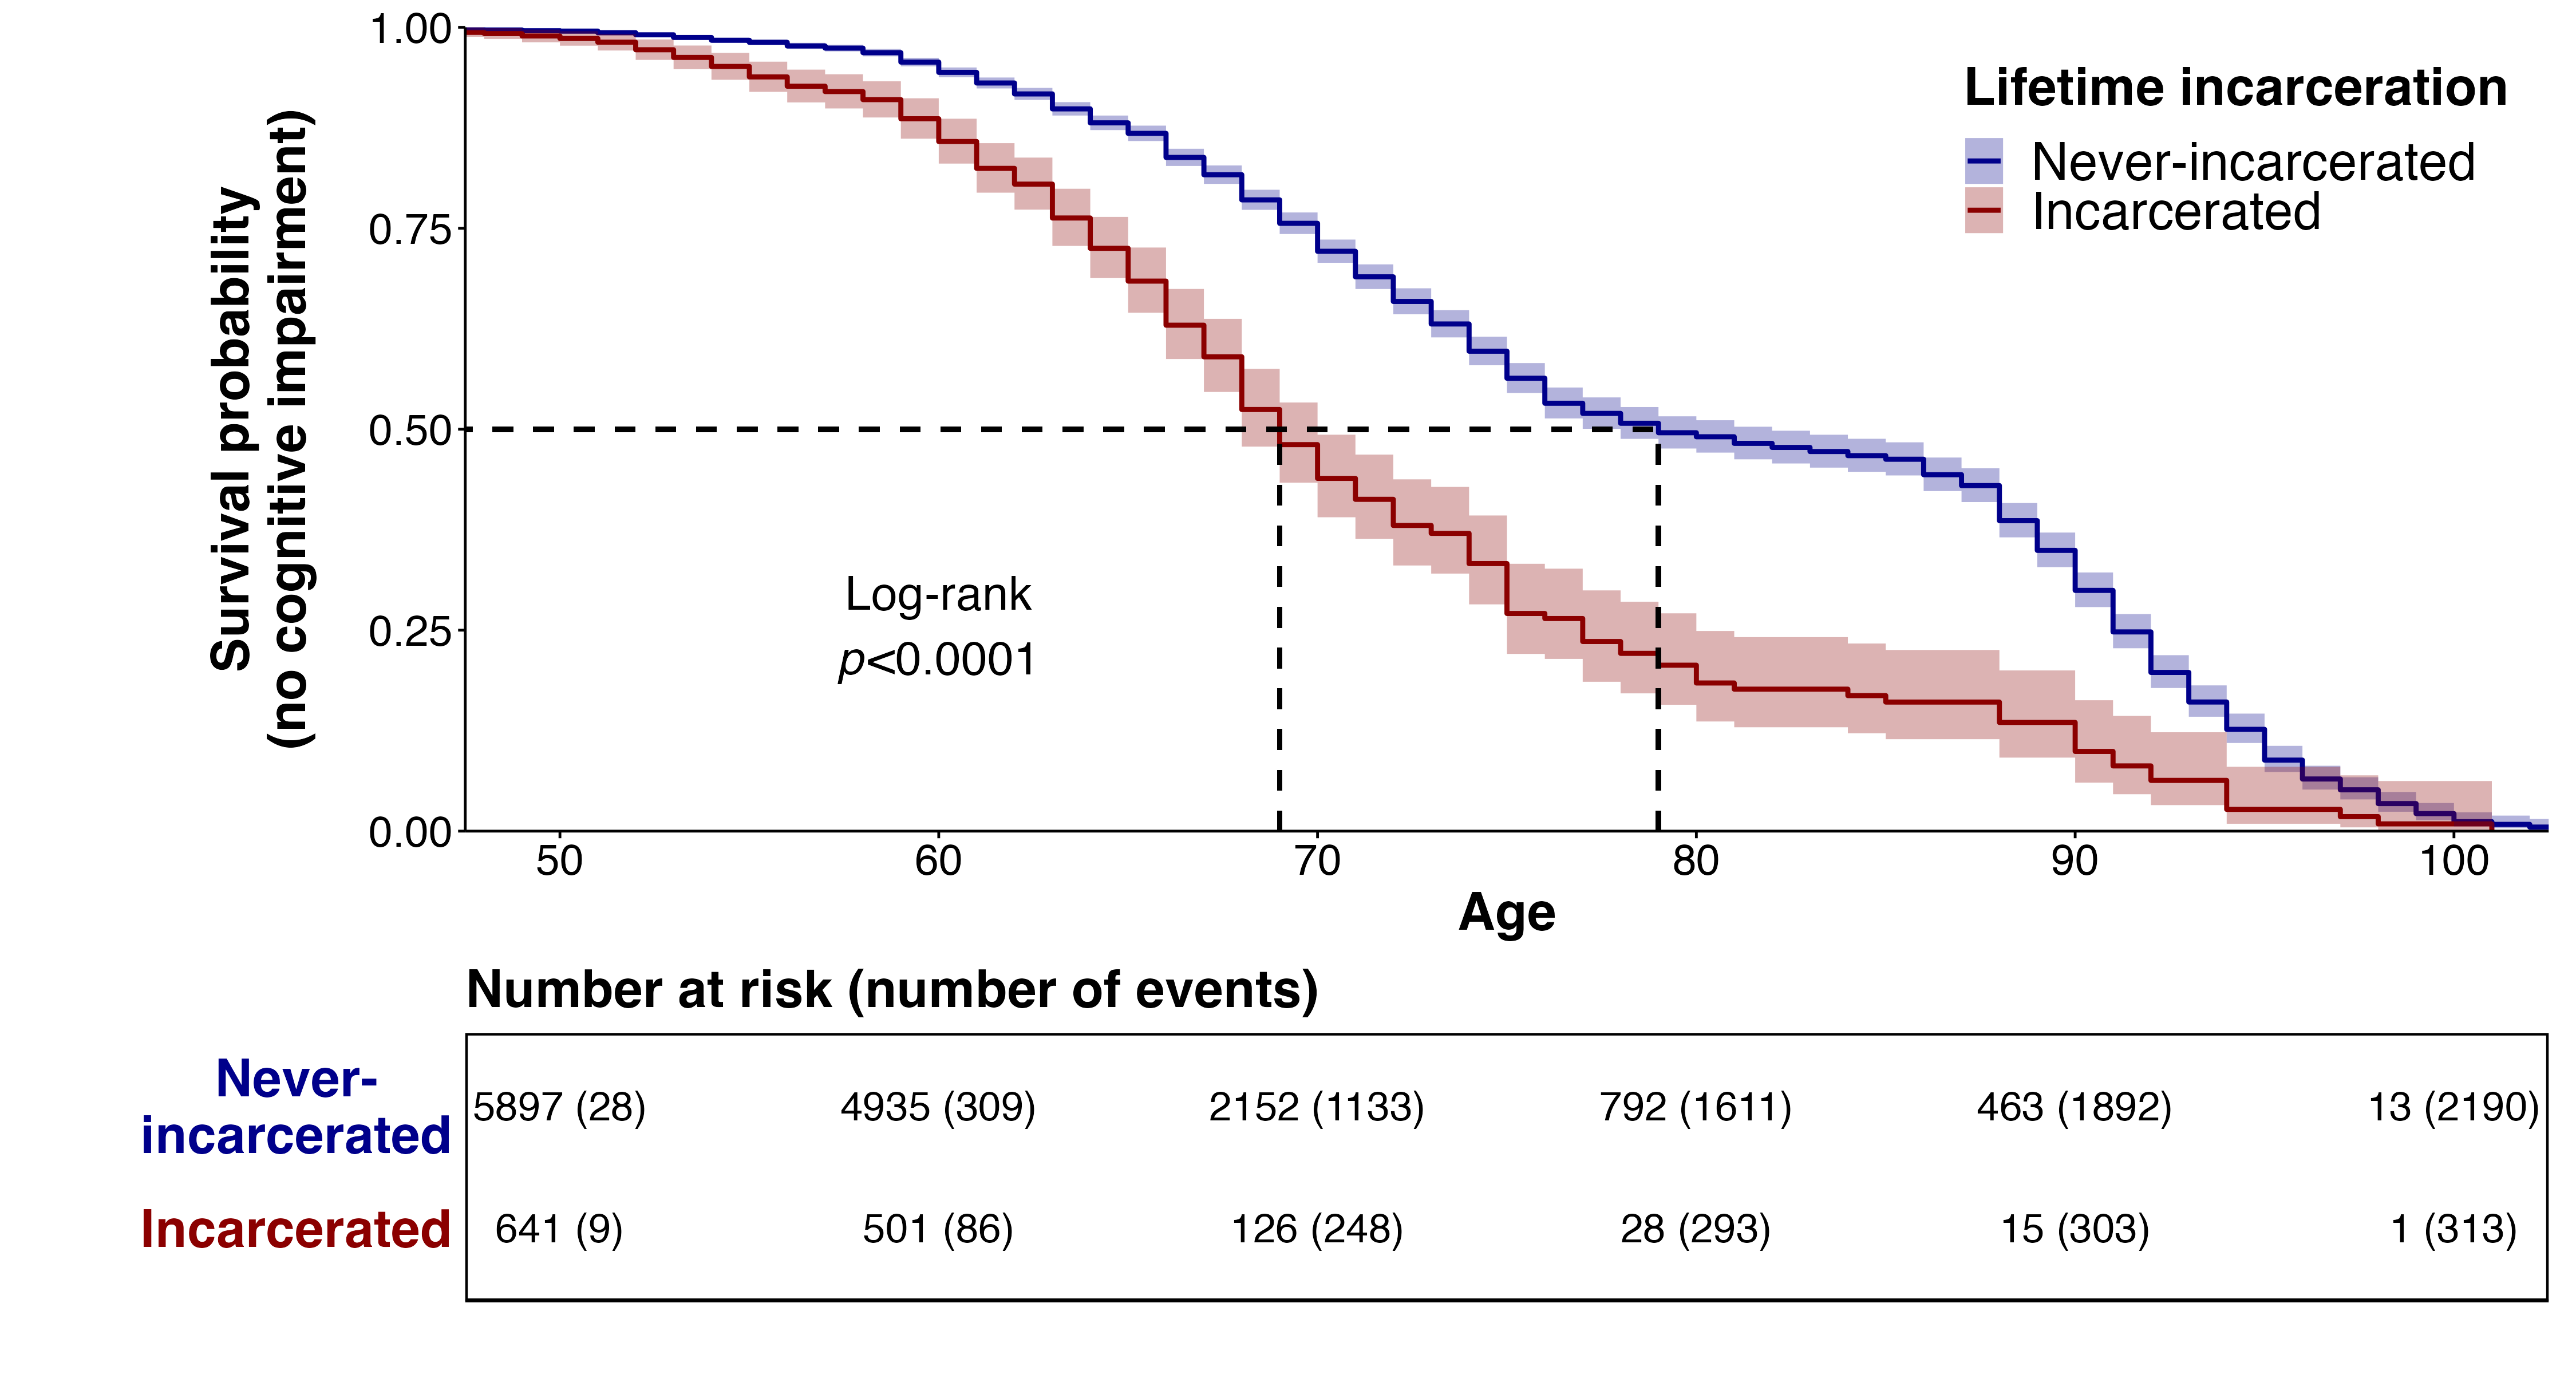 Survival probability
(no cognitive impairment)
1.00
0.75
0.50
0.25
0.00
Lifetime incarceration
Never-incarcerated
Incarcerated
Log-rank
p<0.0001
50 60 70 80 90 100
Age
Number at risk (number of events)
Never-
incarcerated
5897 (28) 4935 (309) 2152 (1133) 792 (1611) 463 (1892) 13 (2190)
Incarcerated 641 (9) 501 (86) 126 (248) 28 (293) 15 (303) 1 (313)